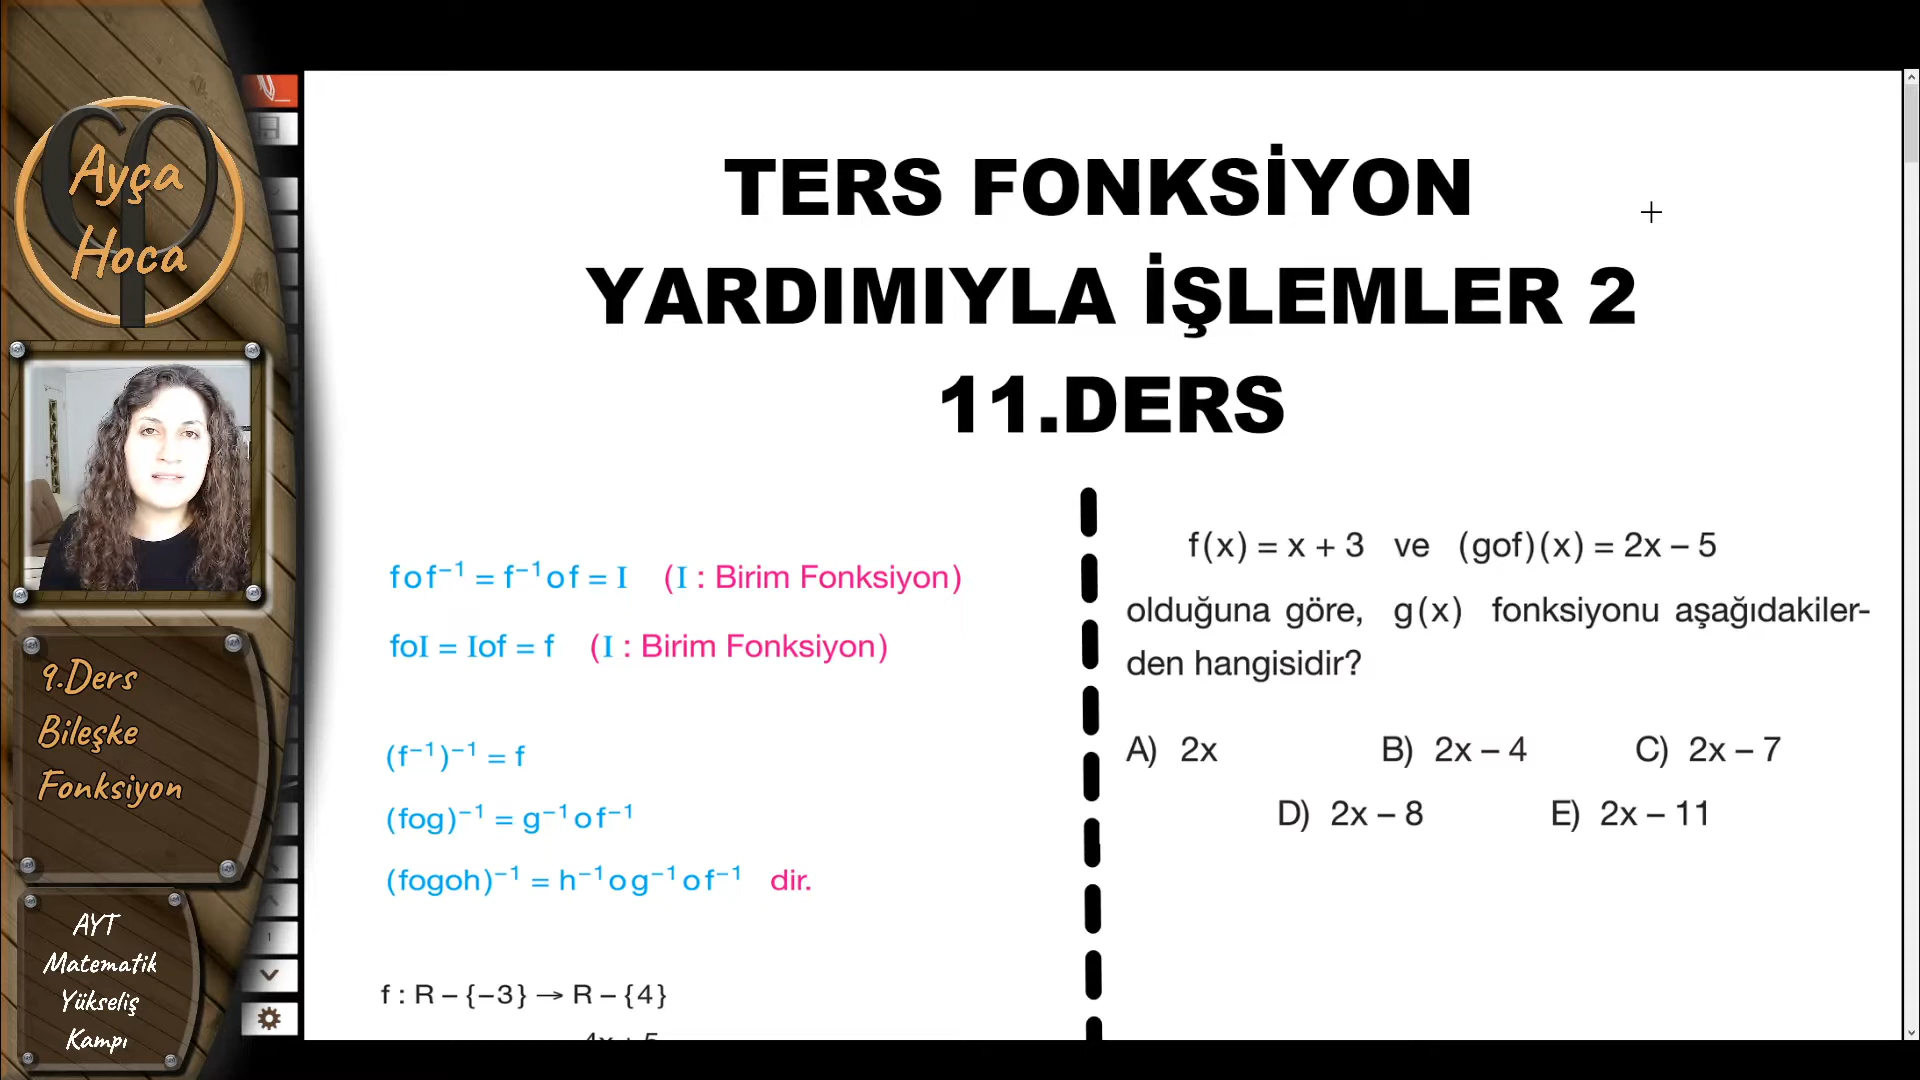 Ayça
Hoca
9.Ders
Bileşke
Fonksiyon
AYT
Matematik
Yükseliş
Kampı
1
TERS FONKSİYON
YARDIMIYLA İŞLEMLER 2
11.DERS
fof⁻¹ = f⁻¹of = I (I : Birim Fonksiyon)
foI = Iof = f (I : Birim Fonksiyon)
(f⁻¹)⁻¹ = f
(fog)⁻¹ = g⁻¹of⁻¹
(fogoh)⁻¹ = h⁻¹og⁻¹of⁻¹ dir.
f : R – {–3} → R – {4}
f(x) = x + 3 ve (gof)(x) = 2x – 5
olduğuna göre, g(x) fonksiyonu aşağıdakiler-
den hangisidir?
A) 2x B) 2x – 4 C) 2x – 7
D) 2x – 8 E) 2x – 11